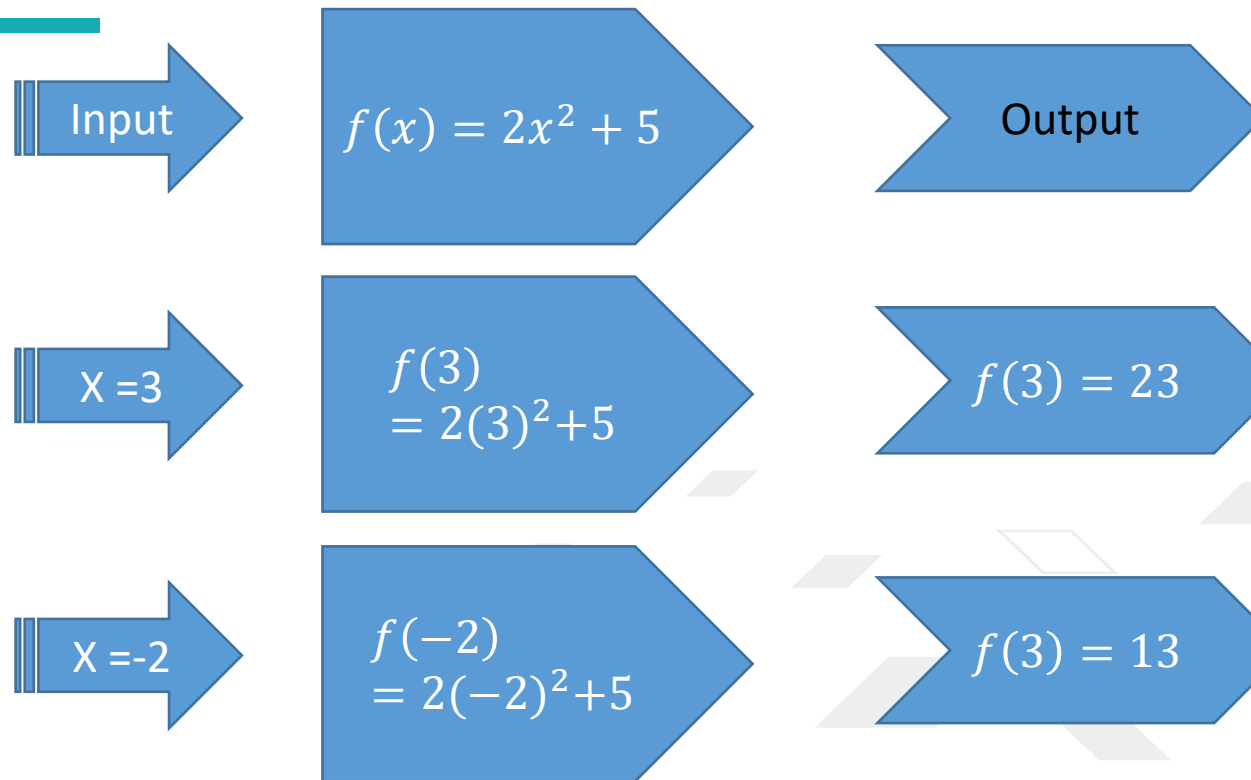 Input
f(x) = 2x² + 5
Output
X =3
f(3)
= 2(3)²+5
f(3) = 23
X =-2
f(−2)
= 2(−2)²+5
f(3) = 13